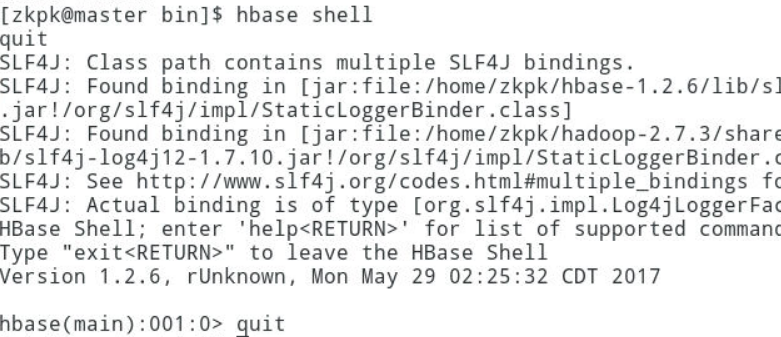 [zkpk@master bin]$ hbase shell
quit
SLF4J: Class path contains multiple SLF4J bindings.
SLF4J: Found binding in [jar:file:/home/zkpk/hbase-1.2.6/lib/sl
.jar!/org/slf4j/impl/StaticLoggerBinder.class]
SLF4J: Found binding in [jar:file:/home/zkpk/hadoop-2.7.3/share
b/slf4j-log4j12-1.7.10.jar!/org/slf4j/impl/StaticLoggerBinder.c
SLF4J: See http://www.slf4j.org/codes.html#multiple_bindings fo
SLF4J: Actual binding is of type [org.slf4j.impl.Log4jLoggerFac
HBase Shell; enter 'help<RETURN>' for list of supported command
Type "exit<RETURN>" to leave the HBase Shell
Version 1.2.6, rUnknown, Mon May 29 02:25:32 CDT 2017
hbase(main):001:0> quit